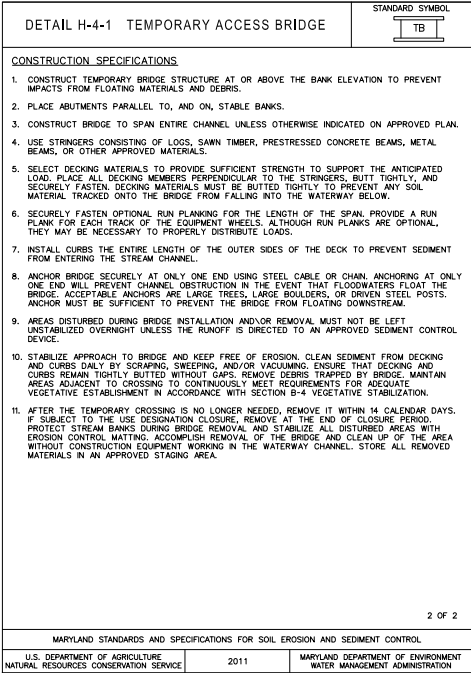 DETAIL H-4-1 TEMPORARY ACCESS BRIDGE
STANDARD SYMBOL
TB
CONSTRUCTION SPECIFICATIONS
1. CONSTRUCT TEMPORARY BRIDGE STRUCTURE AT OR ABOVE THE BANK ELEVATION TO PREVENT
IMPACTS FROM FLOATING MATERIALS AND DEBRIS.
2. PLACE ABUTMENTS PARALLEL TO, AND ON, STABLE BANKS.
3. CONSTRUCT BRIDGE TO SPAN ENTIRE CHANNEL UNLESS OTHERWISE INDICATED ON APPROVED PLAN.
4. USE STRINGERS CONSISTING OF LOGS, SAWN TIMBER, PRESTRESSED CONCRETE BEAMS, METAL
BEAMS, OR OTHER APPROVED MATERIALS.
5. SELECT DECKING MATERIALS TO PROVIDE SUFFICIENT STRENGTH TO SUPPORT THE ANTICIPATED
LOAD. PLACE ALL DECKING MEMBERS PERPENDICULAR TO THE STRINGERS, BUTT TIGHTLY, AND
SECURELY FASTEN. DECKING MATERIALS MUST BE BUTTED TIGHTLY TO PREVENT ANY SOIL
MATERIAL TRACKED ONTO THE BRIDGE FROM FALLING INTO THE WATERWAY BELOW.
6. SECURELY FASTEN OPTIONAL RUN PLANKING FOR THE LENGTH OF THE SPAN. PROVIDE A RUN
PLANK FOR EACH TRACK OF THE EQUIPMENT WHEELS. ALTHOUGH RUN PLANKS ARE OPTIONAL,
THEY MAY BE NECESSARY TO PROPERLY DISTRIBUTE LOADS.
7. INSTALL CURBS THE ENTIRE LENGTH OF THE OUTER SIDES OF THE DECK TO PREVENT SEDIMENT
FROM ENTERING THE STREAM CHANNEL.
8. ANCHOR BRIDGE SECURELY AT ONLY ONE END USING STEEL CABLE OR CHAIN. ANCHORING AT ONLY
ONE END WILL PREVENT CHANNEL OBSTRUCTION IN THE EVENT THAT FLOODWATERS FLOAT THE
BRIDGE. ACCEPTABLE ANCHORS ARE LARGE TREES, LARGE BOULDERS, OR DRIVEN STEEL POSTS.
ANCHOR MUST BE SUFFICIENT TO PREVENT THE BRIDGE FROM FLOATING DOWNSTREAM.
9. AREAS DISTURBED DURING BRIDGE INSTALLATION AND\OR REMOVAL MUST NOT BE LEFT
UNSTABILIZED OVERNIGHT UNLESS THE RUNOFF IS DIRECTED TO AN APPROVED SEDIMENT CONTROL
DEVICE.
10. STABILIZE APPROACH TO BRIDGE AND KEEP FREE OF EROSION. CLEAN SEDIMENT FROM DECKING
AND CURBS DAILY BY SCRAPING, SWEEPING, AND/OR VACUUMING. ENSURE THAT DECKING AND
CURBS REMAIN TIGHTLY BUTTED WITHOUT GAPS. REMOVE DEBRIS TRAPPED BY BRIDGE. MAINTAIN
AREAS ADJACENT TO CROSSING TO CONTINUOUSLY MEET REQUIREMENTS FOR ADEQUATE
VEGETATIVE ESTABLISHMENT IN ACCORDANCE WITH SECTION B-4 VEGETATIVE STABILIZATION.
11. AFTER THE TEMPORARY CROSSING IS NO LONGER NEEDED, REMOVE IT WITHIN 14 CALENDAR DAYS.
IF SUBJECT TO THE USE DESIGNATION CLOSURE, REMOVE AT THE END OF CLOSURE PERIOD.
PROTECT STREAM BANKS DURING BRIDGE REMOVAL AND STABILIZE ALL DISTURBED AREAS WITH
EROSION CONTROL MATTING. ACCOMPLISH REMOVAL OF THE BRIDGE AND CLEAN UP OF THE AREA
WITHOUT CONSTRUCTION EQUIPMENT WORKING IN THE WATERWAY CHANNEL. STORE ALL REMOVED
MATERIALS IN AN APPROVED STAGING AREA.
2 OF 2
MARYLAND STANDARDS AND SPECIFICATIONS FOR SOIL EROSION AND SEDIMENT CONTROL
U.S. DEPARTMENT OF AGRICULTURE
NATURAL RESOURCES CONSERVATION SERVICE
2011
MARYLAND DEPARTMENT OF ENVIRONMENT
WATER MANAGEMENT ADMINISTRATION